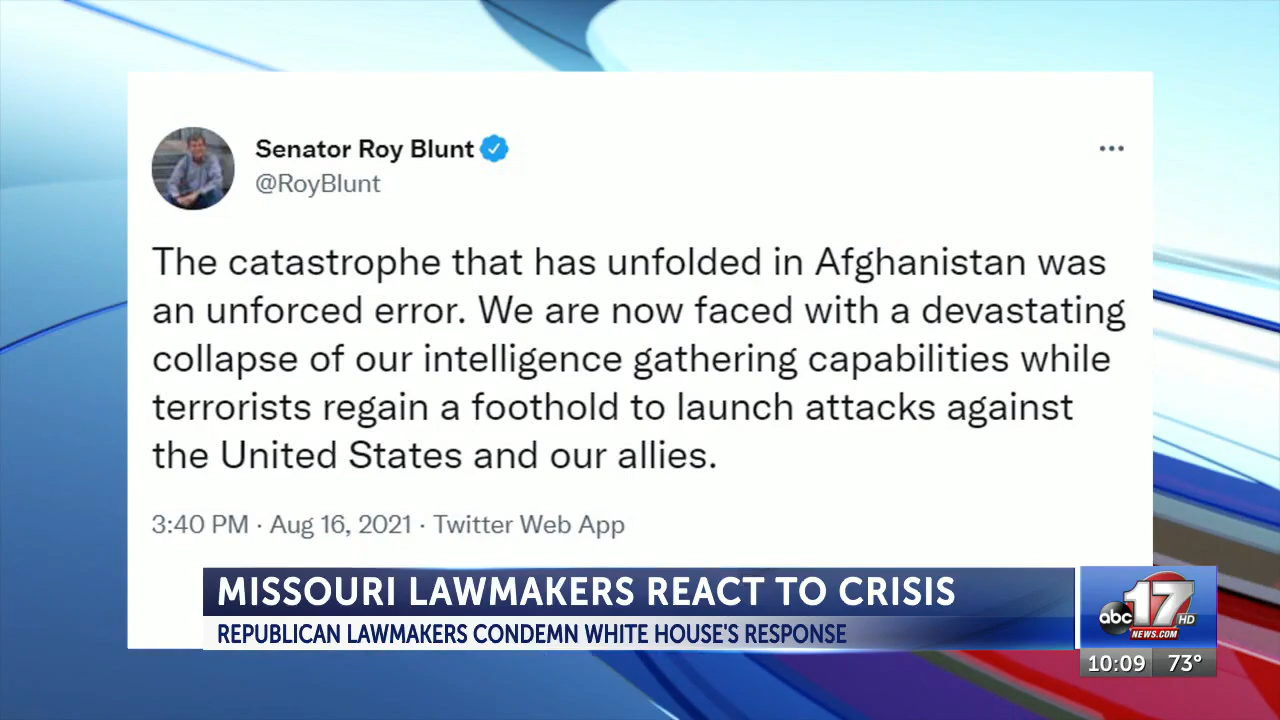 Senator Roy Blunt
@RoyBlunt
The catastrophe that has unfolded in Afghanistan was
an unforced error. We are now faced with a devastating
collapse of our intelligence gathering capabilities while
terrorists regain a foothold to launch attacks against
the United States and our allies.
3:40 PM · Aug 16, 2021 · Twitter Web App
MISSOURI LAWMAKERS REACT TO CRISIS
REPUBLICAN LAWMAKERS CONDEMN WHITE HOUSE'S RESPONSE
abc 17 HD
NEWS.COM
10:09 73°